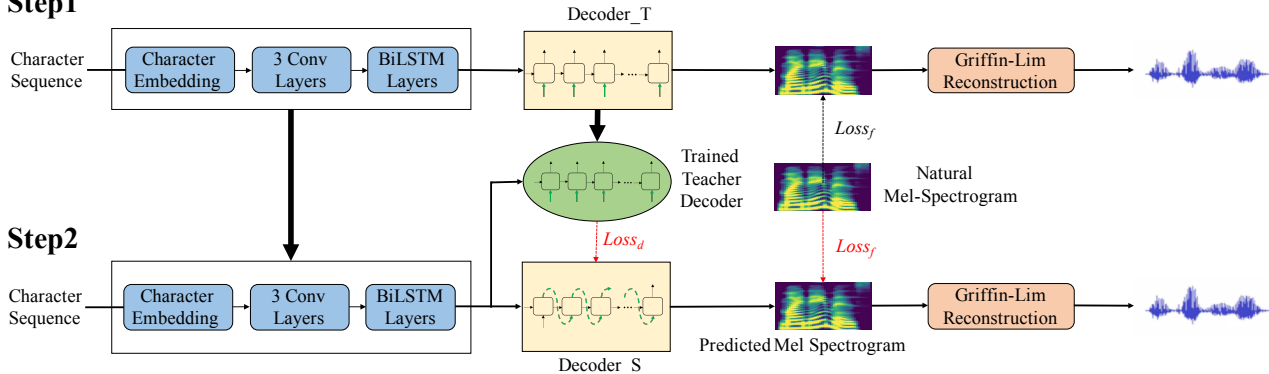 Step1
Decoder_T
Character
Sequence
Character
Embedding
3 Conv
Layers
BiLSTM
Layers
Griffin-Lim
Reconstruction
Loss_f
Trained
Teacher
Decoder
Natural
Mel-Spectrogram
Step2
Loss_d
Loss_f
Character
Sequence
Character
Embedding
3 Conv
Layers
BiLSTM
Layers
Griffin-Lim
Reconstruction
Predicted Mel Spectrogram
Decoder_S